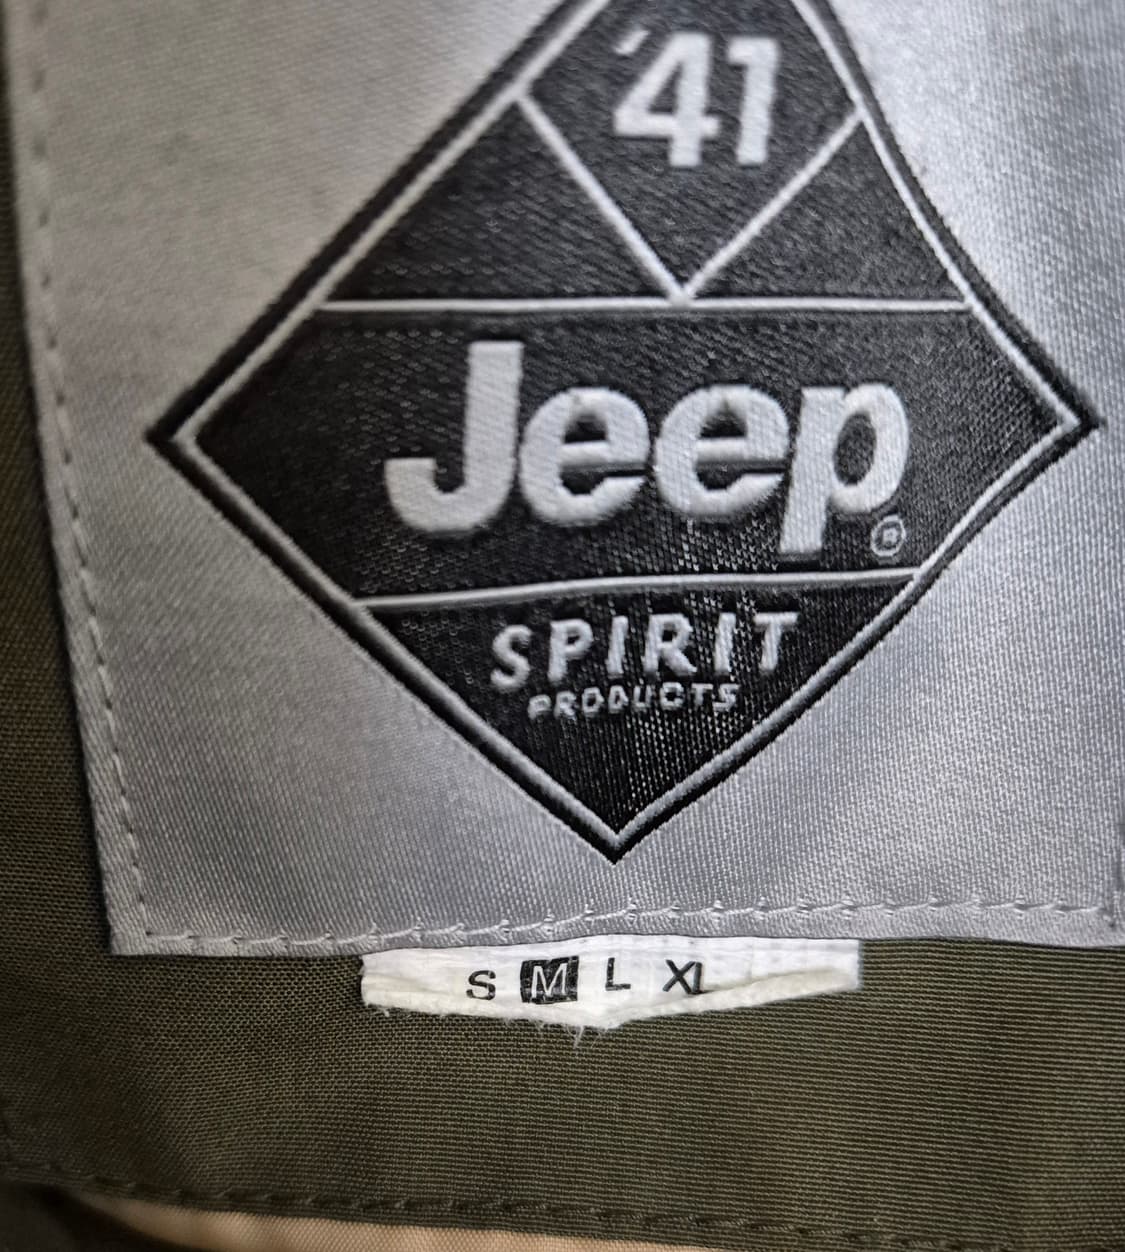 '41
Jeep®
SPIRIT
PRODUCTS
S M L XL